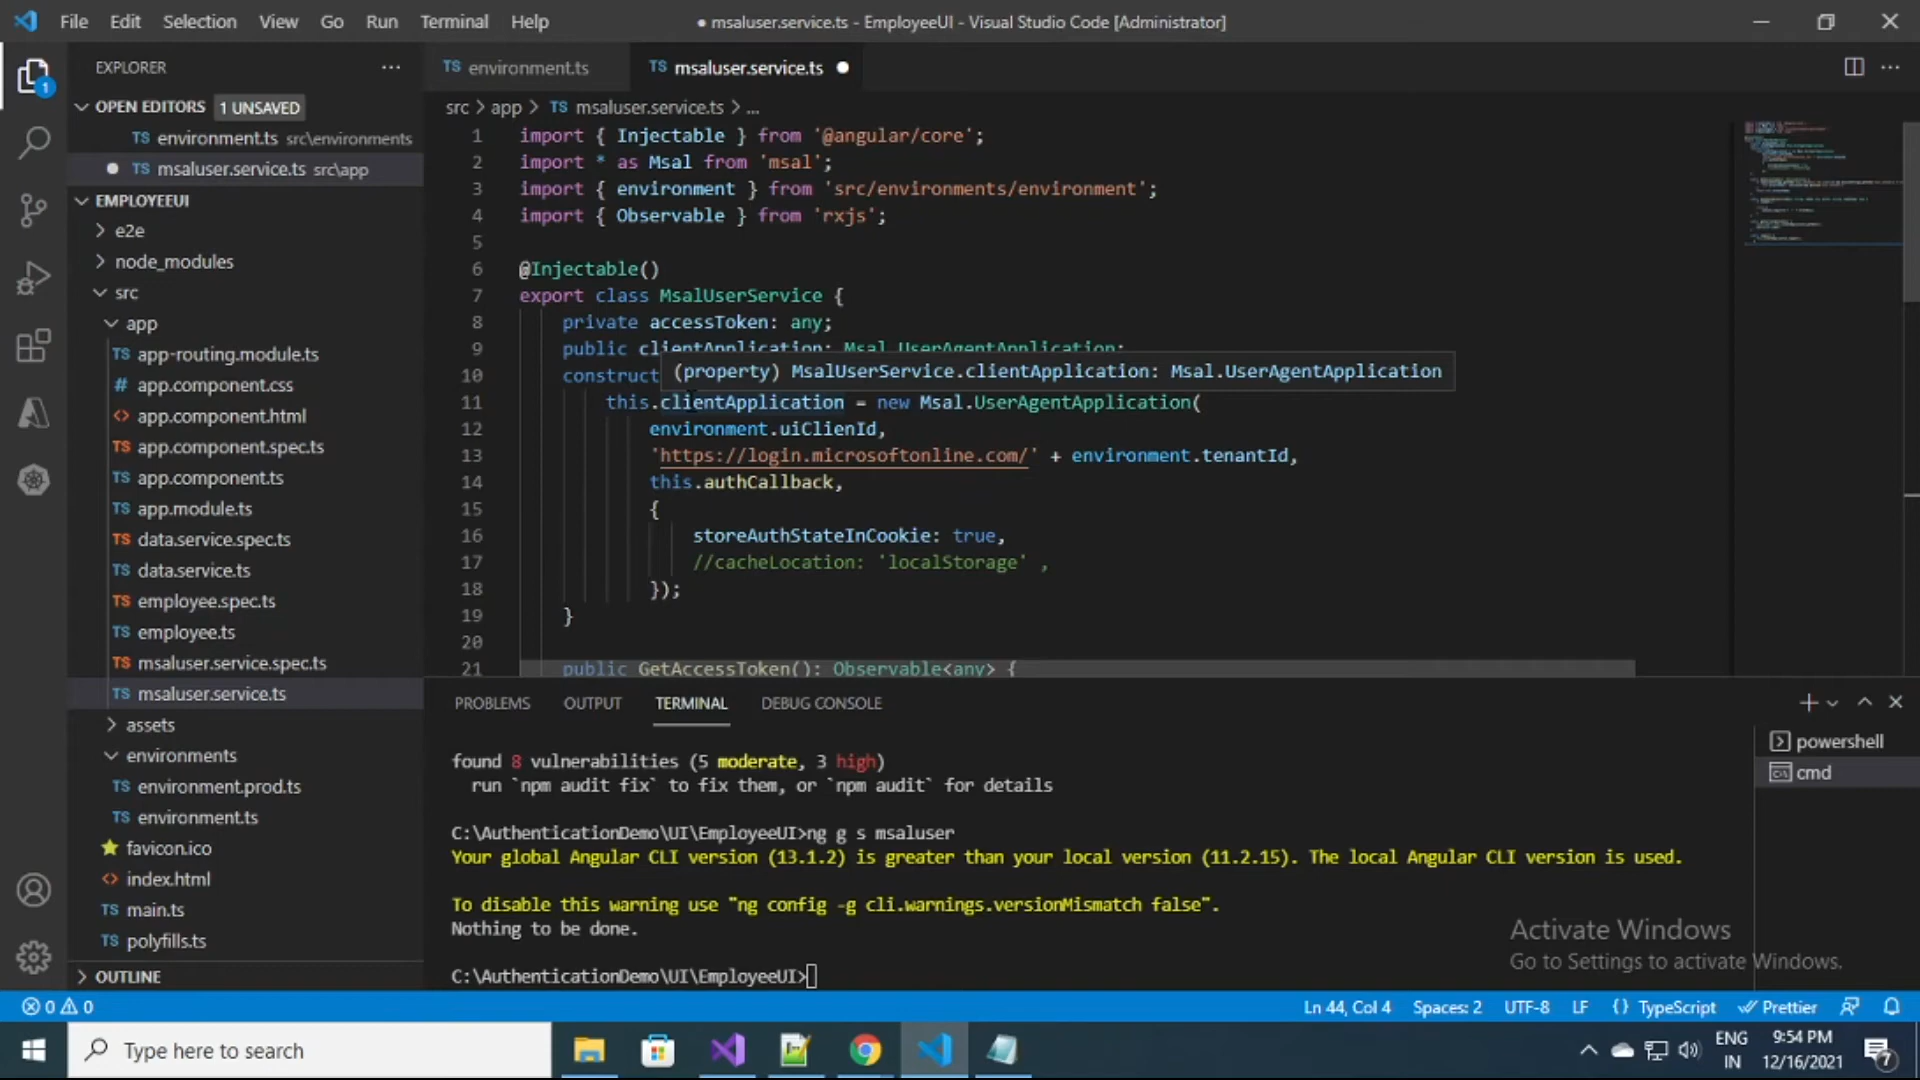 File Edit Selection View Go Run Terminal Help
● msaluser.service.ts - EmployeeUI - Visual Studio Code [Administrator]
EXPLORER ···
OPEN EDITORS 1 UNSAVED
TS environment.ts src\environments
● TS msaluser.service.ts src\app
EMPLOYEEUI
e2e
node_modules
src
app
TS app-routing.module.ts
# app.component.css
<> app.component.html
TS app.component.spec.ts
TS app.component.ts
TS app.module.ts
TS data.service.spec.ts
TS data.service.ts
TS employee.spec.ts
TS employee.ts
TS msaluser.service.spec.ts
TS msaluser.service.ts
assets
environments
TS environment.prod.ts
TS environment.ts
favicon.ico
<> index.html
TS main.ts
TS polyfills.ts
OUTLINE
1
TS environment.ts
TS msaluser.service.ts ●
src > app > TS msaluser.service.ts > ...
1 import { Injectable } from '@angular/core';
2 import * as Msal from 'msal';
3 import { environment } from 'src/environments/environment';
4 import { Observable } from 'rxjs';
5
6 @Injectable()
7 export class MsalUserService {
8 private accessToken: any;
9 public clientApplication: Msal.UserAgentApplication;
10 construct
(property) MsalUserService.clientApplication: Msal.UserAgentApplication
11 this.clientApplication = new Msal.UserAgentApplication(
12 environment.uiClienId,
13 'https://login.microsoftonline.com/' + environment.tenantId,
14 this.authCallback,
15 {
16 storeAuthStateInCookie: true,
17 //cacheLocation: 'localStorage' ,
18 });
19 }
20
21 public GetAccessToken(): Observable<any> {
PROBLEMS OUTPUT TERMINAL DEBUG CONSOLE
powershell
cmd
found 8 vulnerabilities (5 moderate, 3 high)
run `npm audit fix` to fix them, or `npm audit` for details
C:\AuthenticationDemo\UI\EmployeeUI>ng g s msaluser
Your global Angular CLI version (13.1.2) is greater than your local version (11.2.15). The local Angular CLI version is used.
To disable this warning use "ng config -g cli.warnings.versionMismatch false".
Nothing to be done.
C:\AuthenticationDemo\UI\EmployeeUI>
Activate Windows
Go to Settings to activate Windows.
0 0
Ln 44, Col 4 Spaces: 2 UTF-8 LF {} TypeScript Prettier
Type here to search
ENG
IN
9:54 PM
12/16/2021
7